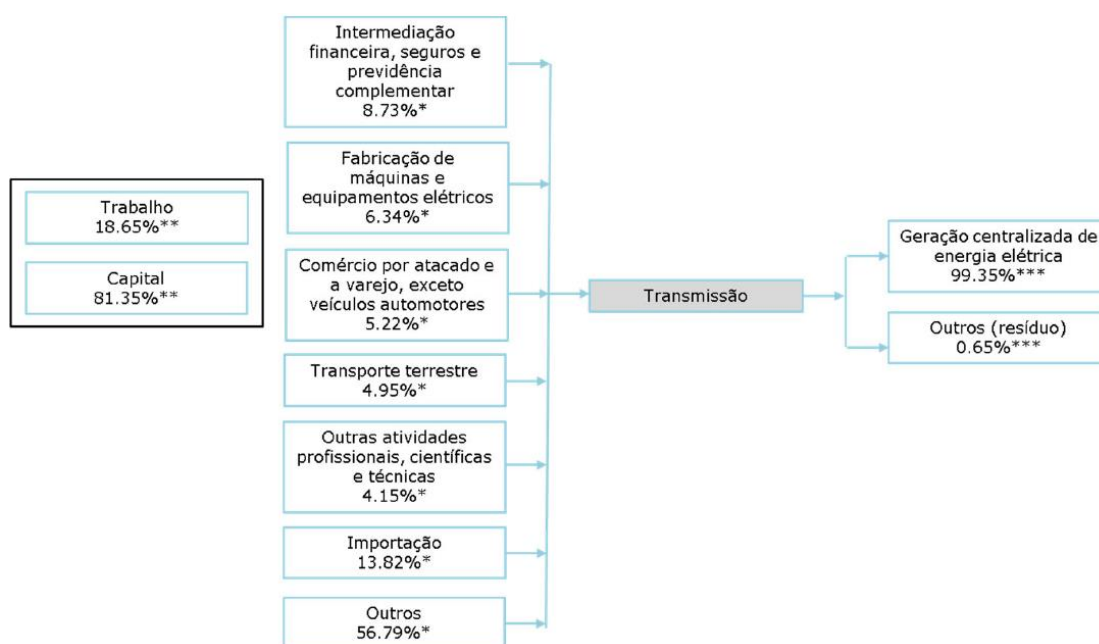 Trabalho
18.65%**
Capital
81.35%**
Intermediação
financeira, seguros e
previdência
complementar
8.73%*
Fabricação de
máquinas e
equipamentos elétricos
6.34%*
Comércio por atacado e
a varejo, exceto
veículos automotores
5.22%*
Transporte terrestre
4.95%*
Outras atividades
profissionais, científicas
e técnicas
4.15%*
Importação
13.82%*
Outros
56.79%*
Transmissão
Geração centralizada de
energia elétrica
99.35%***
Outros (resíduo)
0.65%***